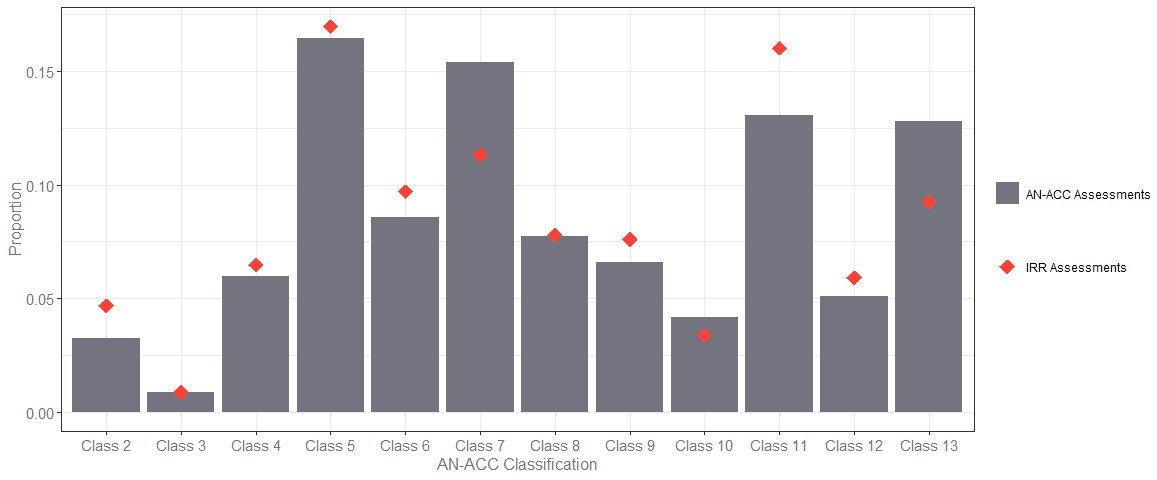 Proportion
0.15
0.10
0.05
0.00
Class 2 Class 3 Class 4 Class 5 Class 6 Class 7 Class 8 Class 9 Class 10 Class 11 Class 12 Class 13
AN-ACC Classification
AN-ACC Assessments
IRR Assessments